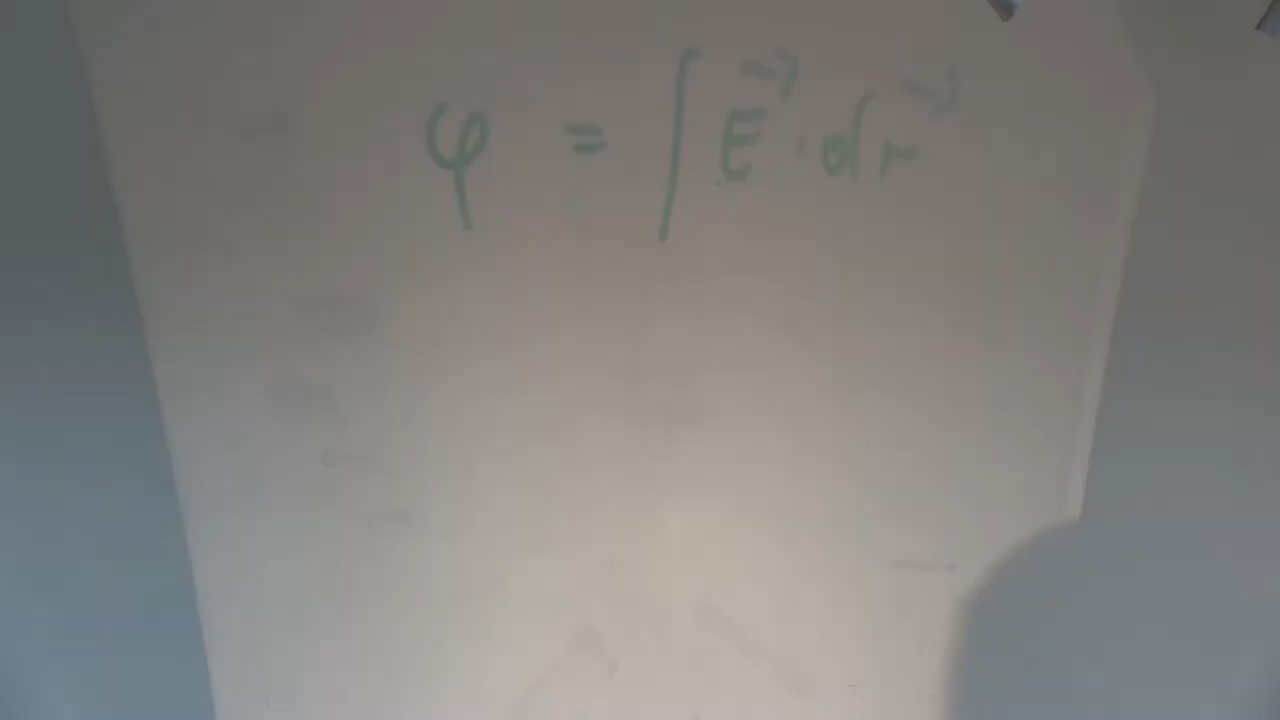 φ = ∫ E⃗ · dr⃗